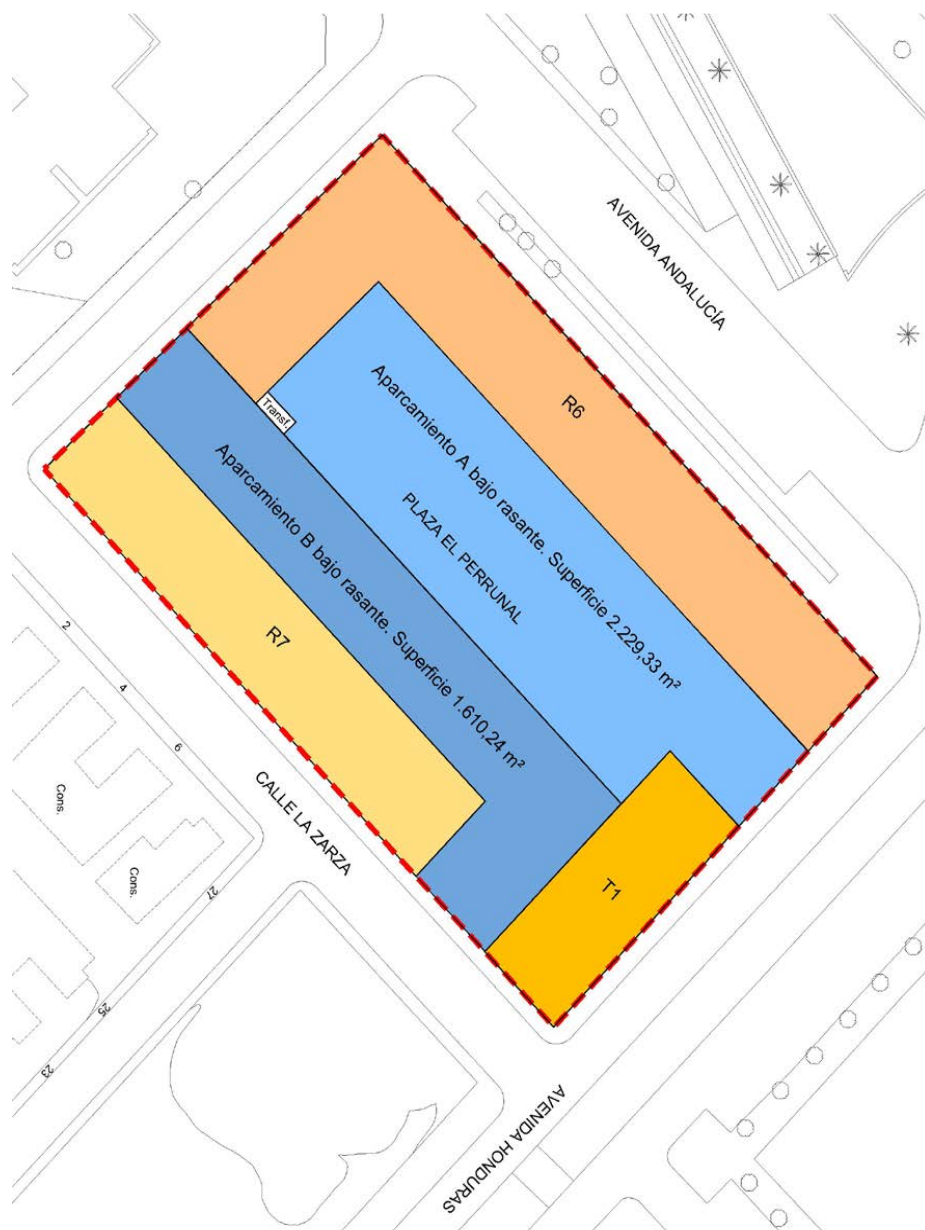 AVENIDA ANDALUCÍA
R6
Aparcamiento A bajo rasante. Superficie 2.229,33 m²
Transf.
PLAZA EL PERRUNAL
Aparcamiento B bajo rasante. Superficie 1.610,24 m²
R7
2
4
6
CALLE LA ZARZA
Cons.
Cons.
T1
27
25
23
AVENIDA HONDURAS